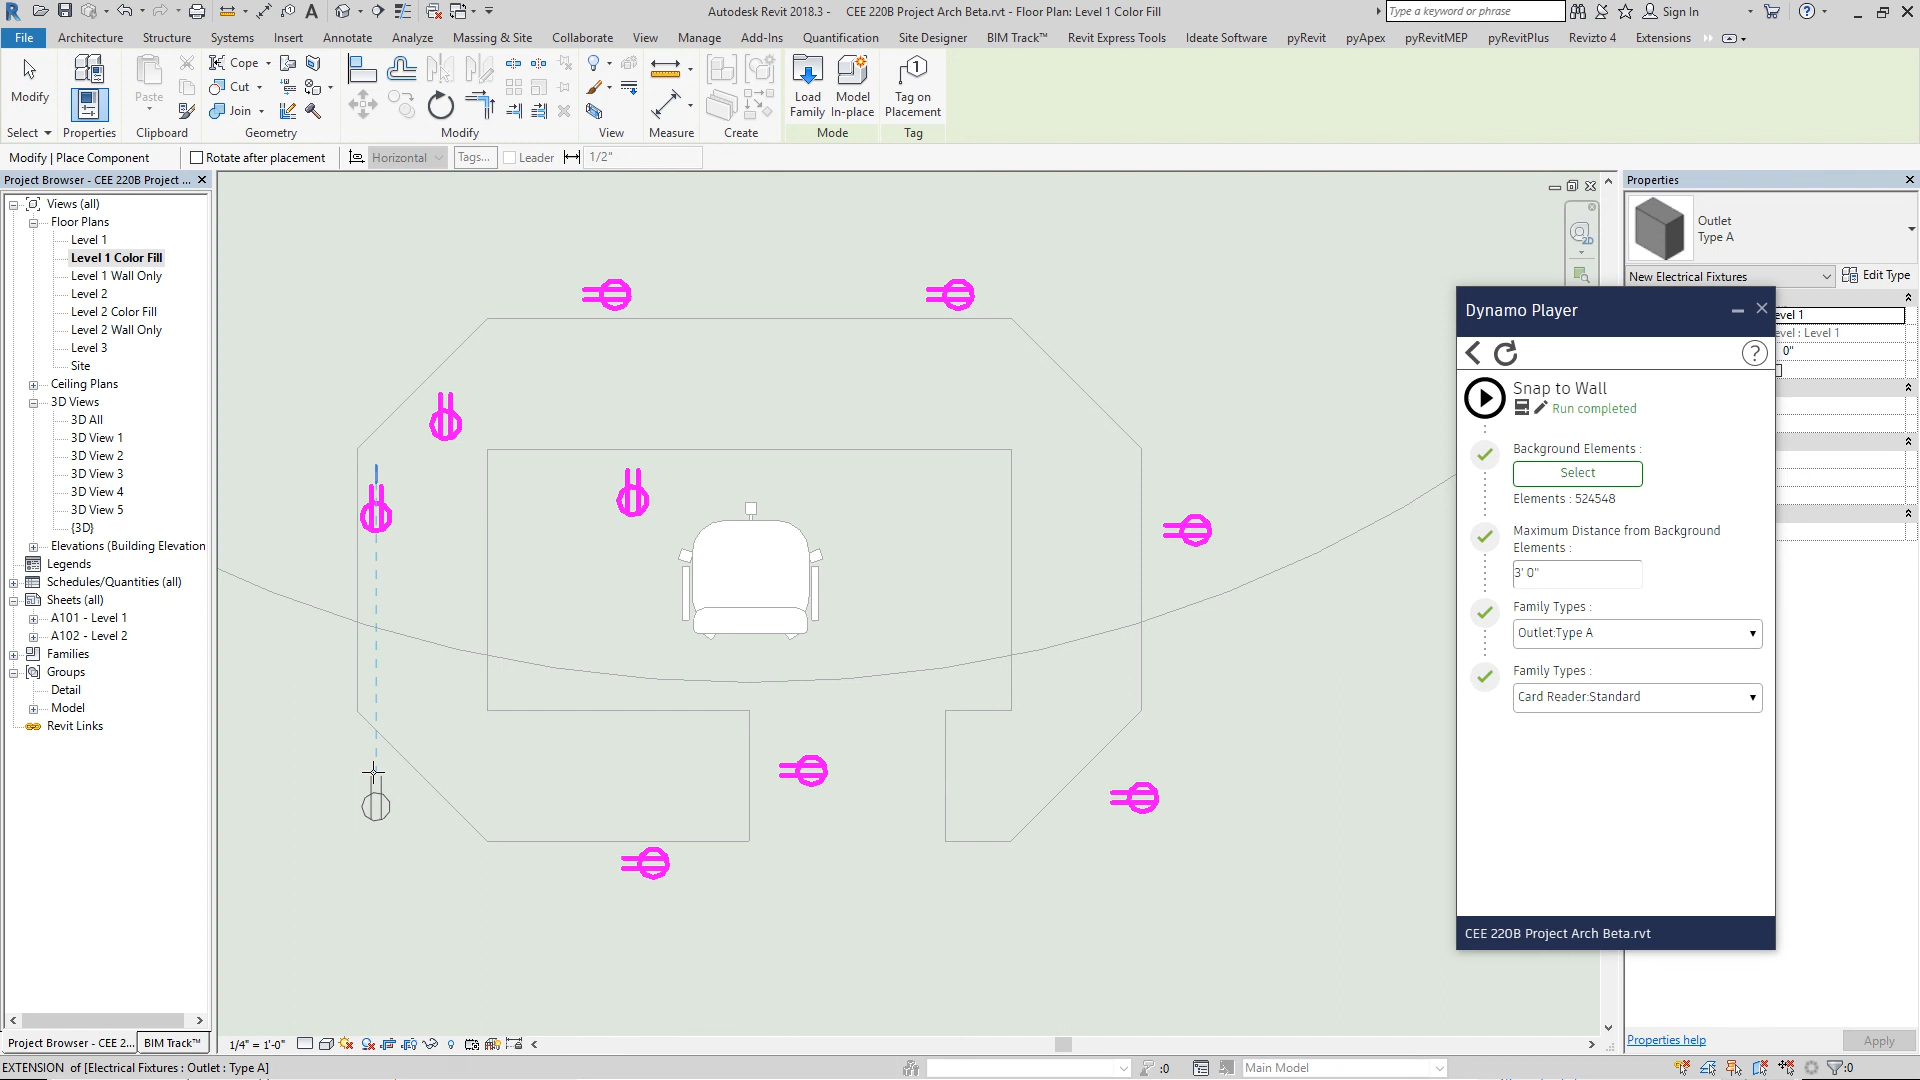 Autodesk Revit 2018.3 - CEE 220B Project Arch Beta.rvt - Floor Plan: Level 1 Color Fill
Type a keyword or phrase
Sign In
File Architecture Structure Systems Insert Annotate Analyze Massing & Site Collaborate View Manage Add-Ins Quantification Site Designer BIM Track™ Revit Express Tools Ideate Software pyRevit pyApex pyRevitMEP pyRevitPlus Revizto 4 Extensions
Modify
Paste
Cope
Cut
Join
Load Family
Model In-place
Tag on Placement
Select Properties Clipboard Geometry Modify View Measure Create Mode Tag
Modify | Place Component
Rotate after placement
Horizontal
Tags...
Leader
1/2"
Project Browser - CEE 220B Project ...
Views (all)
Floor Plans
Level 1
Level 1 Color Fill
Level 1 Wall Only
Level 2
Level 2 Color Fill
Level 2 Wall Only
Level 3
Site
Ceiling Plans
3D Views
3D All
3D View 1
3D View 2
3D View 3
3D View 4
3D View 5
{3D}
Elevations (Building Elevation
Legends
Schedules/Quantities (all)
Sheets (all)
A101 - Level 1
A102 - Level 2
Families
Groups
Detail
Model
Revit Links
Project Browser - CEE 2...
BIM Track™
2D
Properties
Outlet
Type A
New Electrical Fixtures
Edit Type
evel 1
evel : Level 1
0"
Dynamo Player
Snap to Wall
Run completed
Background Elements :
Select
Elements : 524548
Maximum Distance from Background
Elements :
3' 0"
Family Types :
Outlet:Type A
Family Types :
Card Reader:Standard
CEE 220B Project Arch Beta.rvt
Properties help
Apply
1/4" = 1'-0"
EXTENSION of [Electrical Fixtures : Outlet : Type A]
:0
Main Model
:0